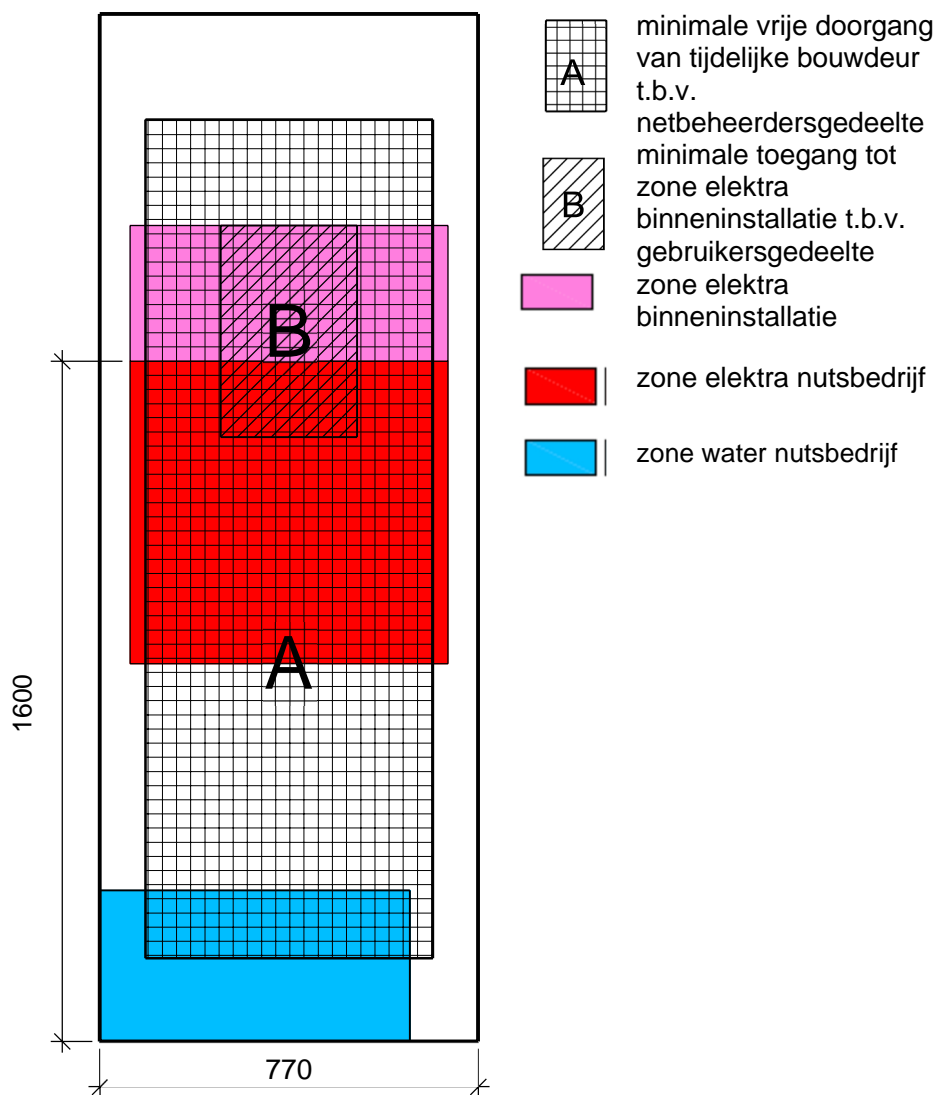 A
minimale vrije doorgang
van tijdelijke bouwdeur
t.b.v.
netbeheerdersgedeelte
B
minimale toegang tot
zone elektra
binneninstallatie t.b.v.
gebruikersgedeelte
zone elektra
binneninstallatie
zone elektra nutsbedrijf
zone water nutsbedrijf
B
A
1600
770